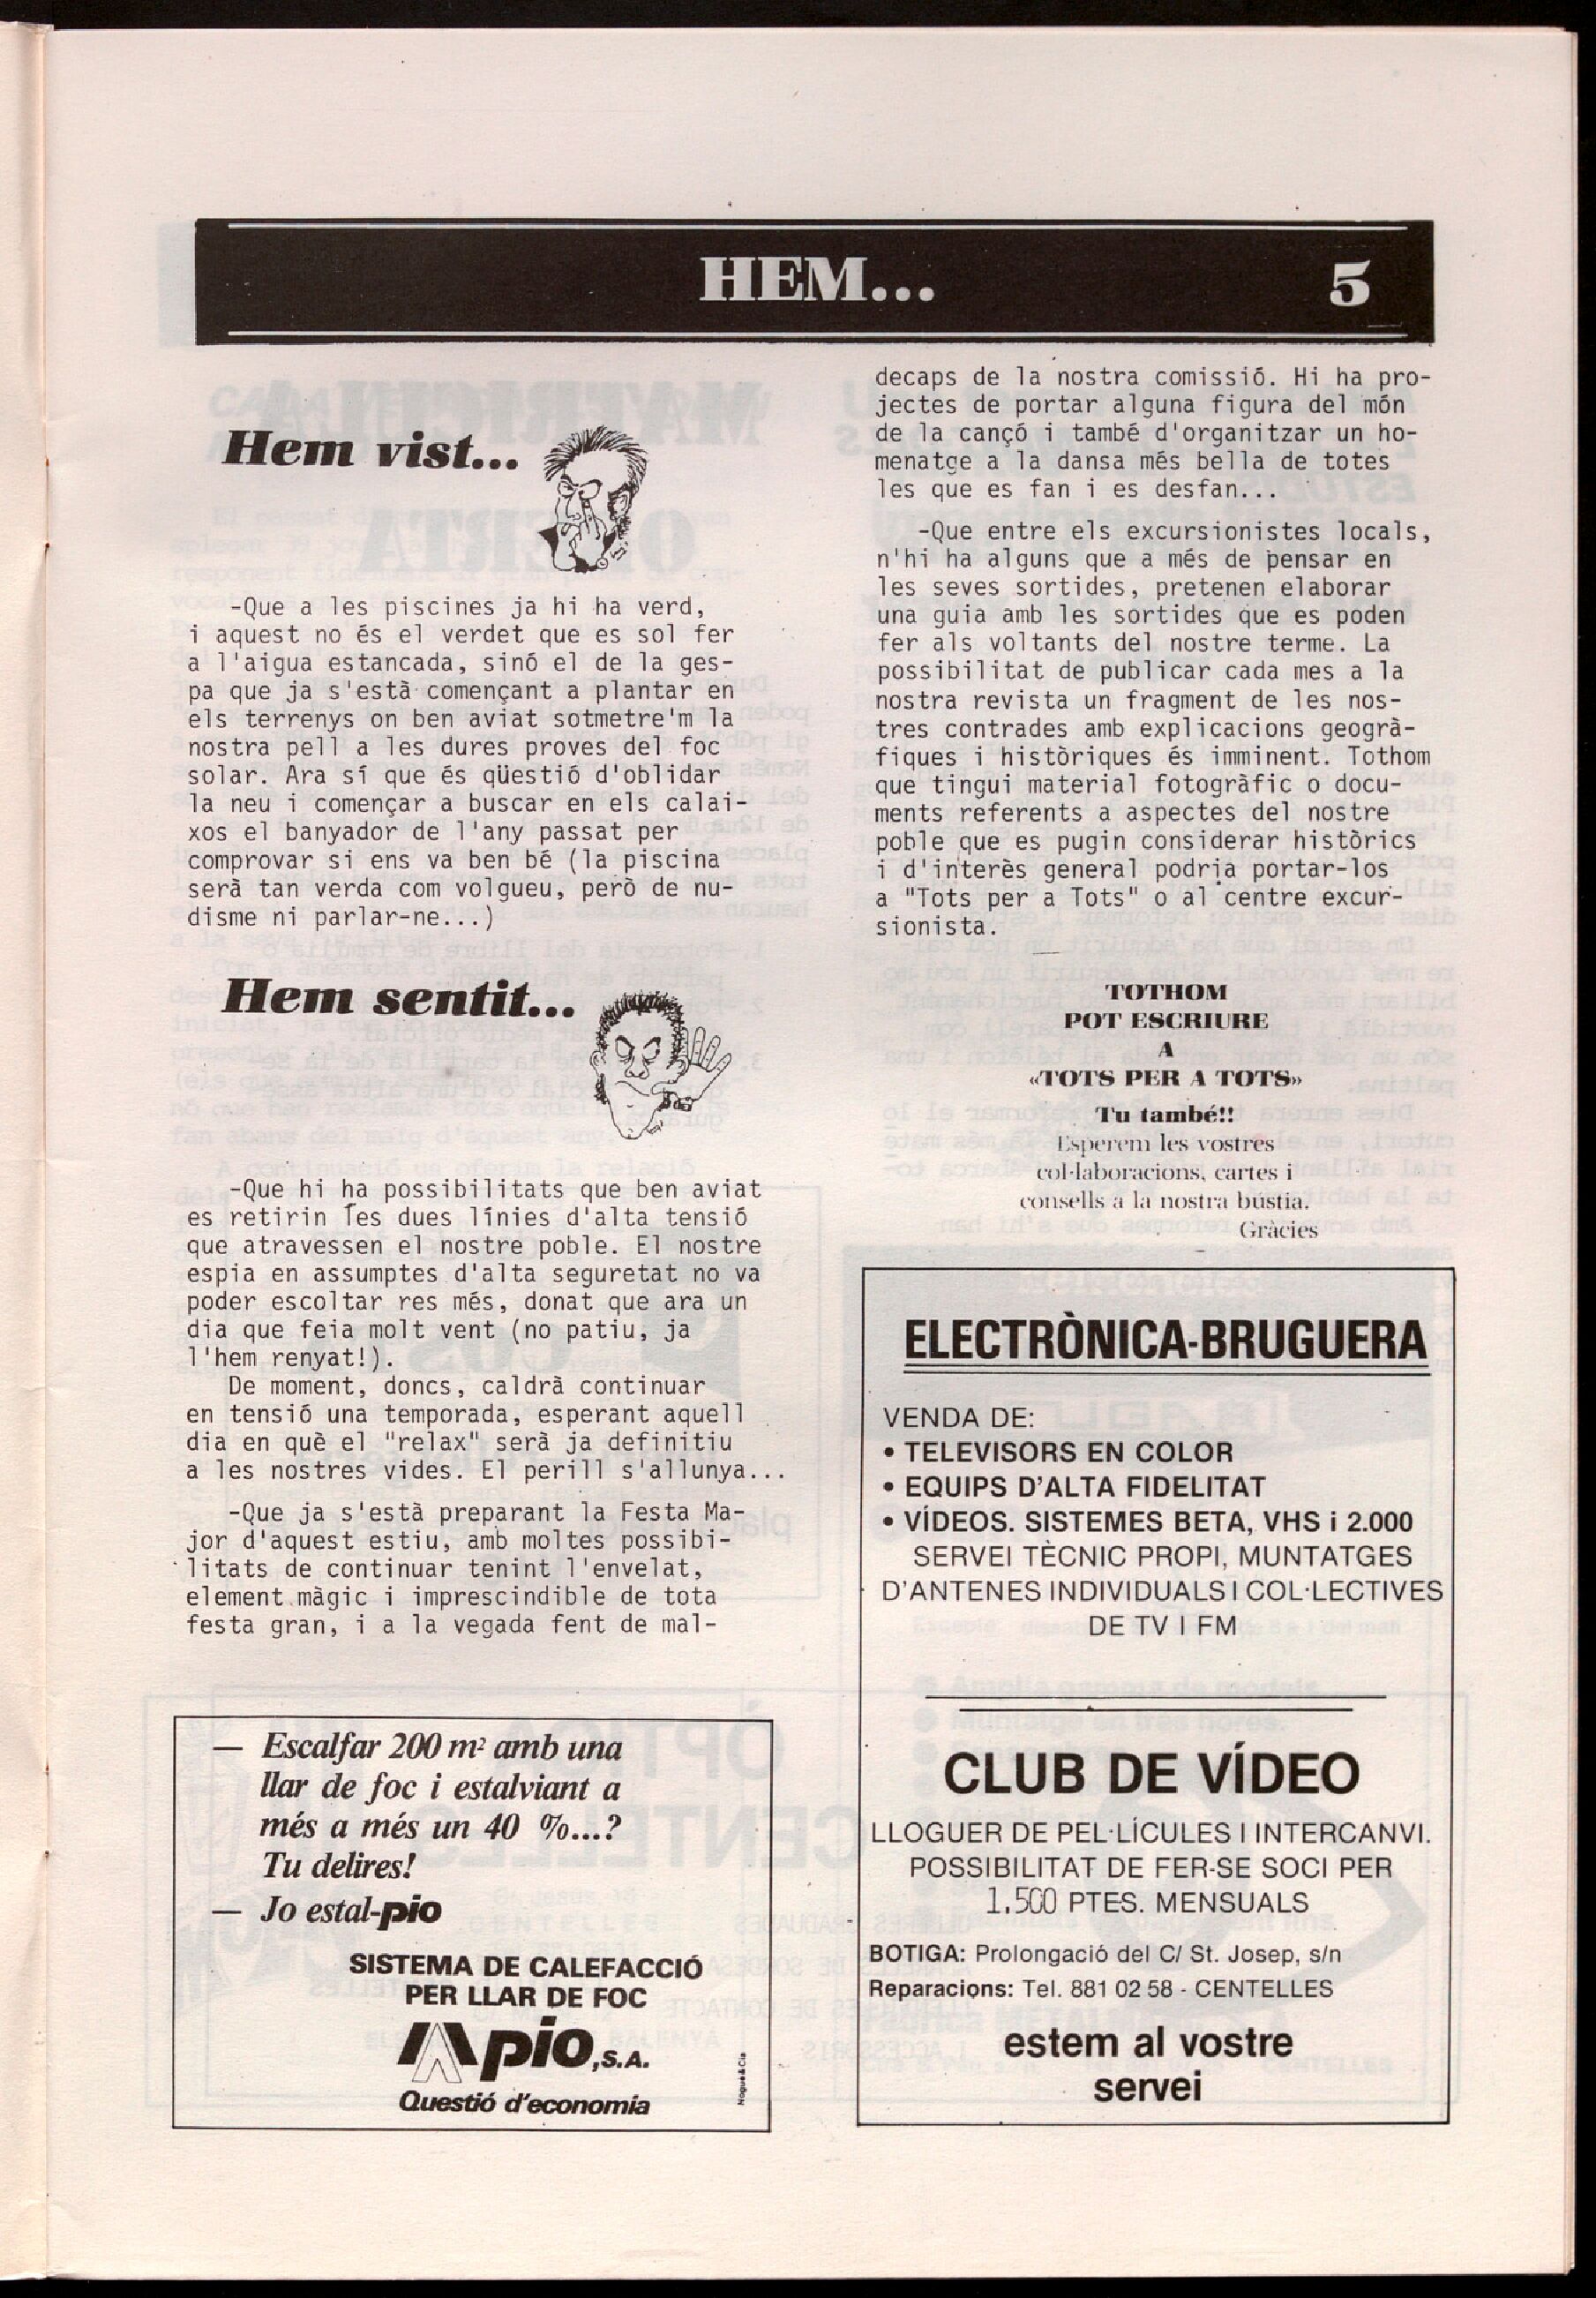 HEM... 5
Hem vist...
-Que a les piscines ja hi ha verd,
i aquest no és el verdet que es sol fer
a l'aigua estancada, sinó el de la ges-
pa que ja s'està començant a plantar en
els terrenys on ben aviat sotmetre'm la
nostra pell a les dures proves del foc
solar. Ara sí que és qüestió d'oblidar
la neu i començar a buscar en els calai-
xos el banyador de l'any passat per
comprovar si ens va ben bé (la piscina
serà tan verda com volgueu, però de nu-
disme ni parlar-ne...)
Hem sentit...
-Que hi ha possibilitats que ben aviat
es retirin les dues línies d'alta tensió
que atravessen el nostre poble. El nostre
espia en assumptes d'alta seguretat no va
poder escoltar res més, donat que ara un
dia que feia molt vent (no patiu, ja
l'hem renyat!).
De moment, doncs, caldrà continuar
en tensió una temporada, esperant aquell
dia en què el "relax" serà ja definitiu
a les nostres vides. El perill s'allunya...
-Que ja s'està preparant la Festa Ma-
jor d'aquest estiu, amb moltes possibi-
litats de continuar tenint l'envelat,
element màgic i imprescindible de tota
festa gran, i a la vegada fent de mal-
decaps de la nostra comissió. Hi ha pro-
jectes de portar alguna figura del món
de la cançó i també d'organitzar un ho-
menatge a la dansa més bella de totes
les que es fan i es desfan...
-Que entre els excursionistes locals,
n'hi ha alguns que a més de pensar en
les seves sortides, pretenen elaborar
una guia amb les sortides que es poden
fer als voltants del nostre terme. La
possibilitat de publicar cada mes a la
nostra revista un fragment de les nos-
tres contrades amb explicacions geogrà-
fiques i històriques és imminent. Tothom
que tingui material fotogràfic o docu-
ments referents a aspectes del nostre
poble que es pugin considerar històrics
i d'interès general podria portar-los
a "Tots per a Tots" o al centre excur-
sionista.
TOTHOM
POT ESCRIURE
A
«TOTS PER A TOTS»
Tu també!!
Esperem les vostres
col·laboracions, cartes i
consells a la nostra bústia.
Gràcies
— Escalfar 200 m² amb una
llar de foc i estalviant a
més a més un 40 %...?
Tu delires!
— Jo estal-pio
SISTEMA DE CALEFACCIÓ
PER LLAR DE FOC
pio, S.A.
Questió d'economia
Nogué&Cia
ELECTRÒNICA-BRUGUERA
VENDA DE:
• TELEVISORS EN COLOR
• EQUIPS D'ALTA FIDELITAT
• VÍDEOS. SISTEMES BETA, VHS i 2.000
SERVEI TÈCNIC PROPI, MUNTATGES
D'ANTENES INDIVIDUALS I COL·LECTIVES
DE TV I FM
CLUB DE VÍDEO
LLOGUER DE PEL·LÍCULES I INTERCANVI.
POSSIBILITAT DE FER-SE SOCI PER
1.500 PTES. MENSUALS
BOTIGA: Prolongació del C/ St. Josep, s/n
Reparacions: Tel. 881 02 58 - CENTELLES
estem al vostre
servei